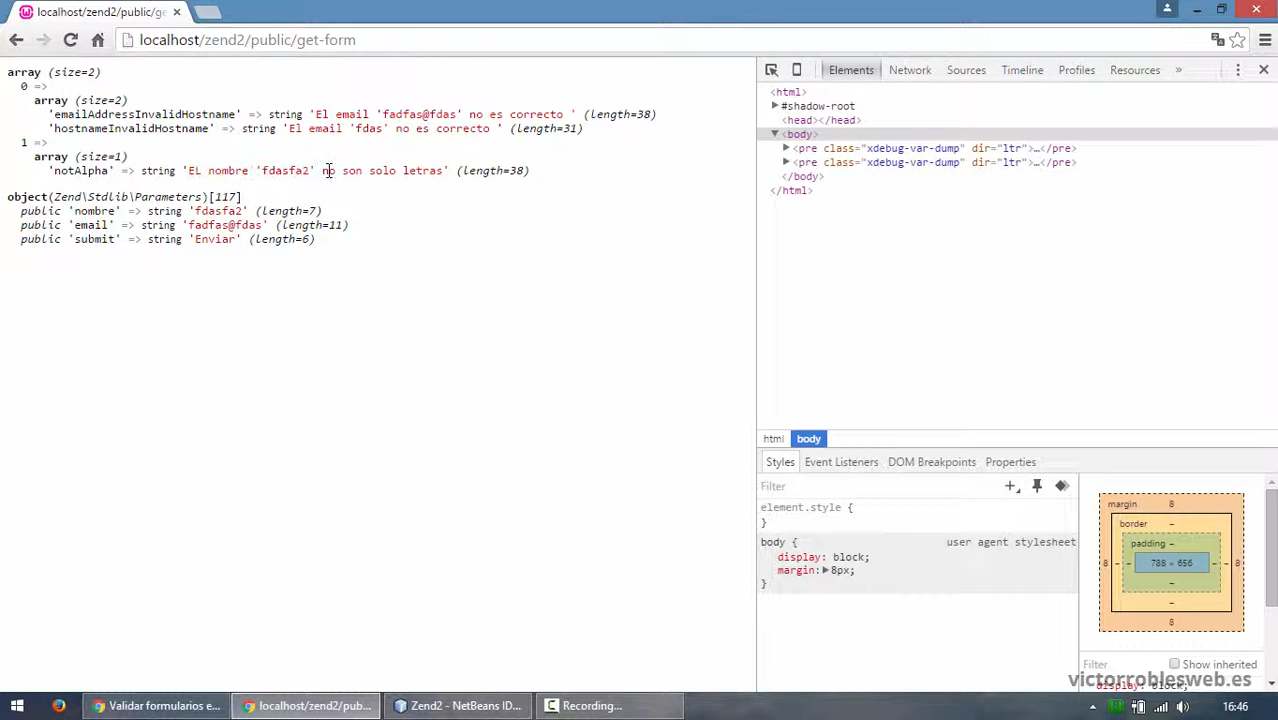 localhost/zend2/public/ge
localhost/zend2/public/get-form
array (size=2)
0 =>
array (size=2)
'emailAddressInvalidHostname' => string 'El email 'fadfas@fdas' no es correcto ' (length=38)
'hostnameInvalidHostname' => string 'El email 'fdas' no es correcto ' (length=31)
1 =>
array (size=1)
'notAlpha' => string 'EL nombre 'fdasfa2' no son solo letras' (length=38)
object(Zend\Stdlib\Parameters)[117]
public 'nombre' => string 'fdasfa2' (length=7)
public 'email' => string 'fadfas@fdas' (length=11)
public 'submit' => string 'Enviar' (length=6)
Elements Network Sources Timeline Profiles Resources »
<html>
#shadow-root
<head></head>
<body>
<pre class="xdebug-var-dump" dir="ltr">…</pre>
<pre class="xdebug-var-dump" dir="ltr">…</pre>
</body>
</html>
html body
Styles Event Listeners DOM Breakpoints Properties
Filter
element.style {
}
body { user agent stylesheet
display: block;
margin: 8px;
}
margin 8
border –
padding –
8 – – 788 × 656 – – 8
–
–
8
Filter Show inherited
display: block;
victorroblesweb.es
Validar formularios e...
localhost/zend2/pub...
Zend2 - NetBeans ID...
Recording...
16:46